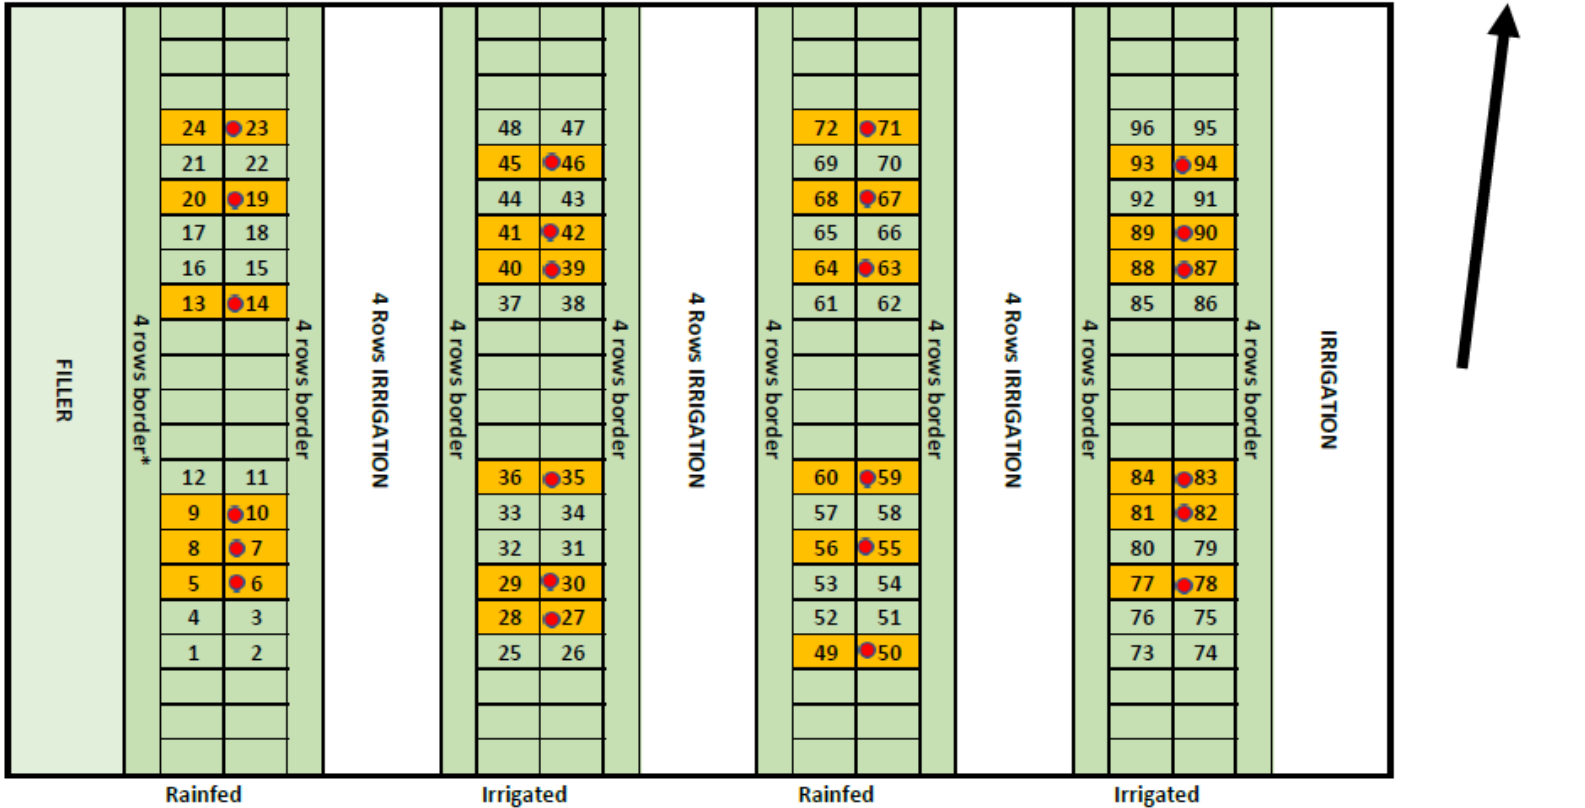 24 23 48 47 72 71 96 95
21 22 45 46 69 70 93 94
20 19 44 43 68 67 92 91
17 18 41 42 65 66 89 90
16 15 40 39 64 63 88 87
13 14 37 38 61 62 85 86
FILLER
4 rows border*
4 rows border
4 Rows IRRIGATION
4 rows border
4 rows border
4 Rows IRRIGATION
4 rows border
4 rows border
4 Rows IRRIGATION
4 rows border
4 rows border
IRRIGATION
12 11 36 35 60 59 84 83
9 10 33 34 57 58 81 82
8 7 32 31 56 55 80 79
5 6 29 30 53 54 77 78
4 3 28 27 52 51 76 75
1 2 25 26 49 50 73 74
Rainfed Irrigated Rainfed Irrigated